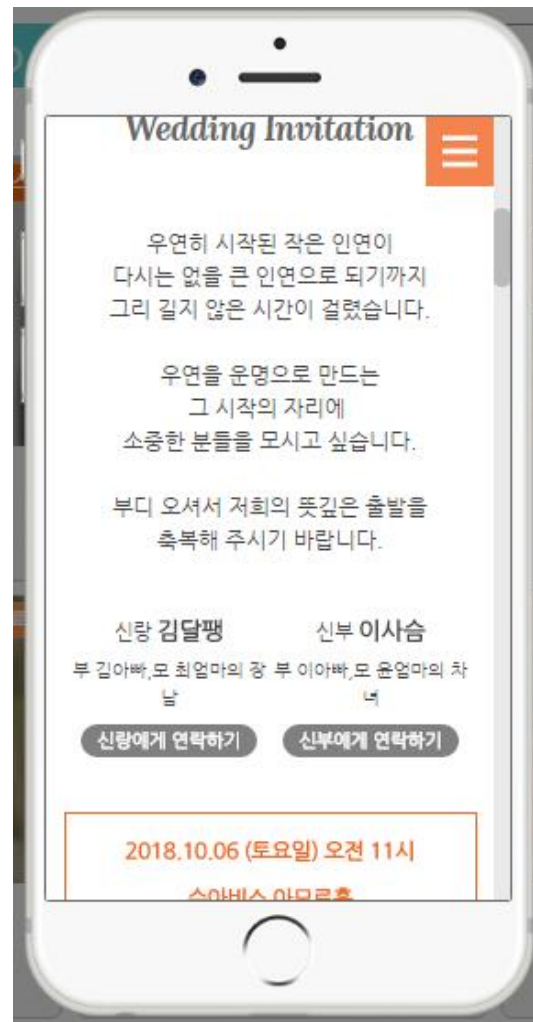 Wedding Invitation
우연히 시작된 작은 인연이
다시는 없을 큰 인연으로 되기까지
그리 길지 않은 시간이 걸렸습니다.
우연을 운명으로 만드는
그 시작의 자리에
소중한 분들을 모시고 싶습니다.
부디 오셔서 저희의 뜻깊은 출발을
축복해 주시기 바랍니다.
신랑 김달팽
부 김아빠,모 최엄마의 장
남
신랑에게 연락하기
신부 이사슴
부 이아빠,모 윤엄마의 차
녀
신부에게 연락하기
2018.10.06 (토요일) 오전 11시